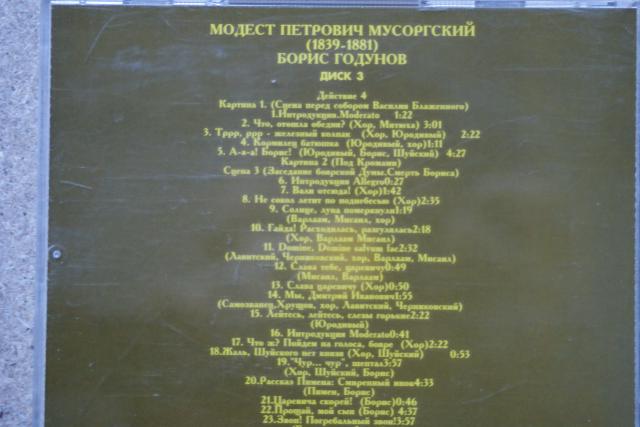 МОДЕСТ ПЕТРОВИЧ МУСОРГСКИЙ
(1839-1881)
БОРИС ГОДУНОВ
ДИСК 3
Действие 4
Картина 1. (Сцена перед собором Василия Блаженного)
1.Интродукция.Moderato 1:22
2. Что, отошла обедня? (Хор, Митюха) 3:01
3. Тррр, ррр - железный колпак (Хор, Юродивый) 2:22
4. Кормилец батюшка (Юродивый, хор)1:11
5. А-а-а! Борис! (Юродивый, Борис, Шуйский) 4:27
Картина 2 (Под Кромами)
Сцена 3 (Заседание боярской Думы.Смерть Бориса)
6. Интродукция Allegro0:27
7. Вали отсюда! (Хор)1:42
8. Не сокол летит по поднебесью (Хор)2:35
9. Солнце, луна померкнули1:19
(Варлаам, Мисаил, хор)
10. Гайда! Расходилась, разгулялась2:18
(Хор, Варлаам Мисаил)
11. Domine, Domine salvum fac2:32
(Лавитский, Черниковский, хор, Варлаам, Мисаил)
12. Слава тебе, царевичу0:49
(Мисаил, Варлаам)
13. Слава царевичу (Хор)0:50
14. Мы, Дмитрий Иванович1:55
(Самозванец,Хрущов, хор, Лавитский, Черниковский)
15. Лейтесь, лейтесь, слезы горькие2:22
(Юродивый)
16. Интродукция Moderato0:41
17. Что ж? Пойдем на голоса, бояре (Хор)2:22
18.Жаль, Шуйского нет князя (Хор, Шуйский) 0:53
19."Чур... чур", шептал3:57
(Хор, Шуйский, Борис)
20.Рассказ Пимена: Смиренный инок4:33
(Пимен, Борис)
21.Царевича скорей! (Борис)0:46
22.Прощай, мой сын (Борис) 4:37
23.Звон! Погребальный звон!3:57